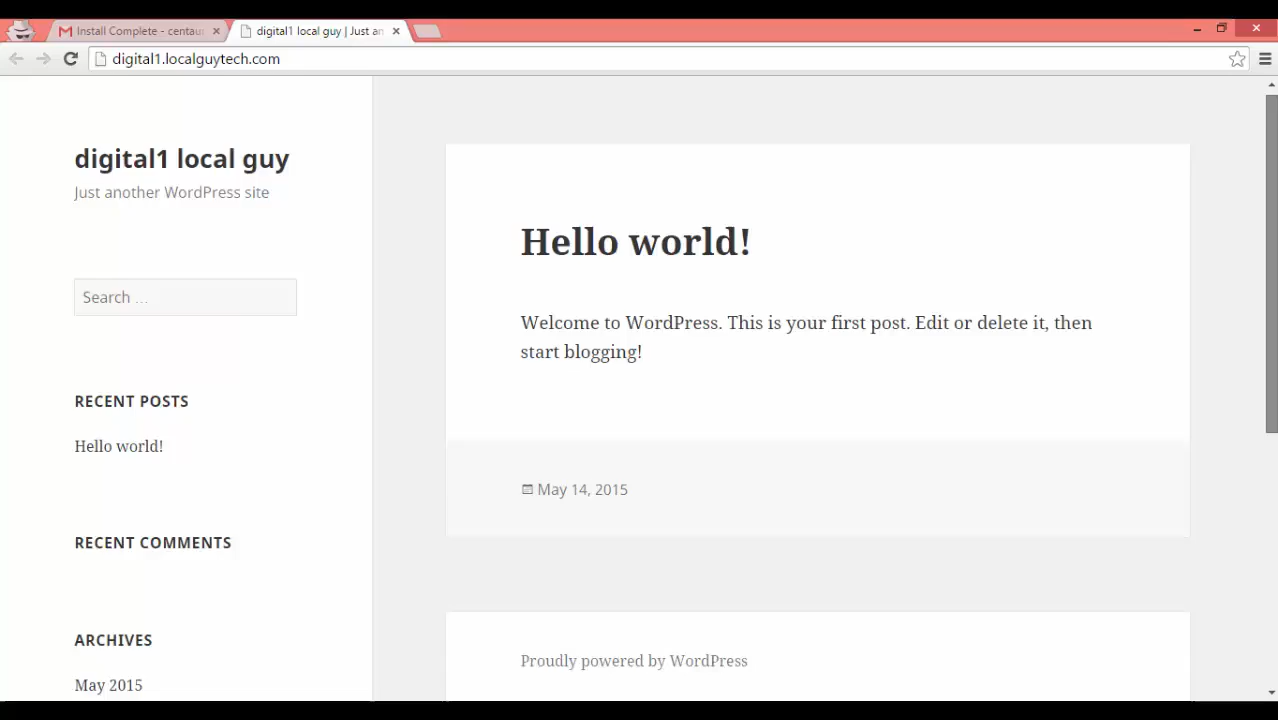 Install Complete - centau
digital1 local guy | Just an
digital1.localguytech.com
digital1 local guy
Just another WordPress site
Search ...
RECENT POSTS
Hello world!
RECENT COMMENTS
ARCHIVES
May 2015
Hello world!
Welcome to WordPress. This is your first post. Edit or delete it, then
start blogging!
May 14, 2015
Proudly powered by WordPress